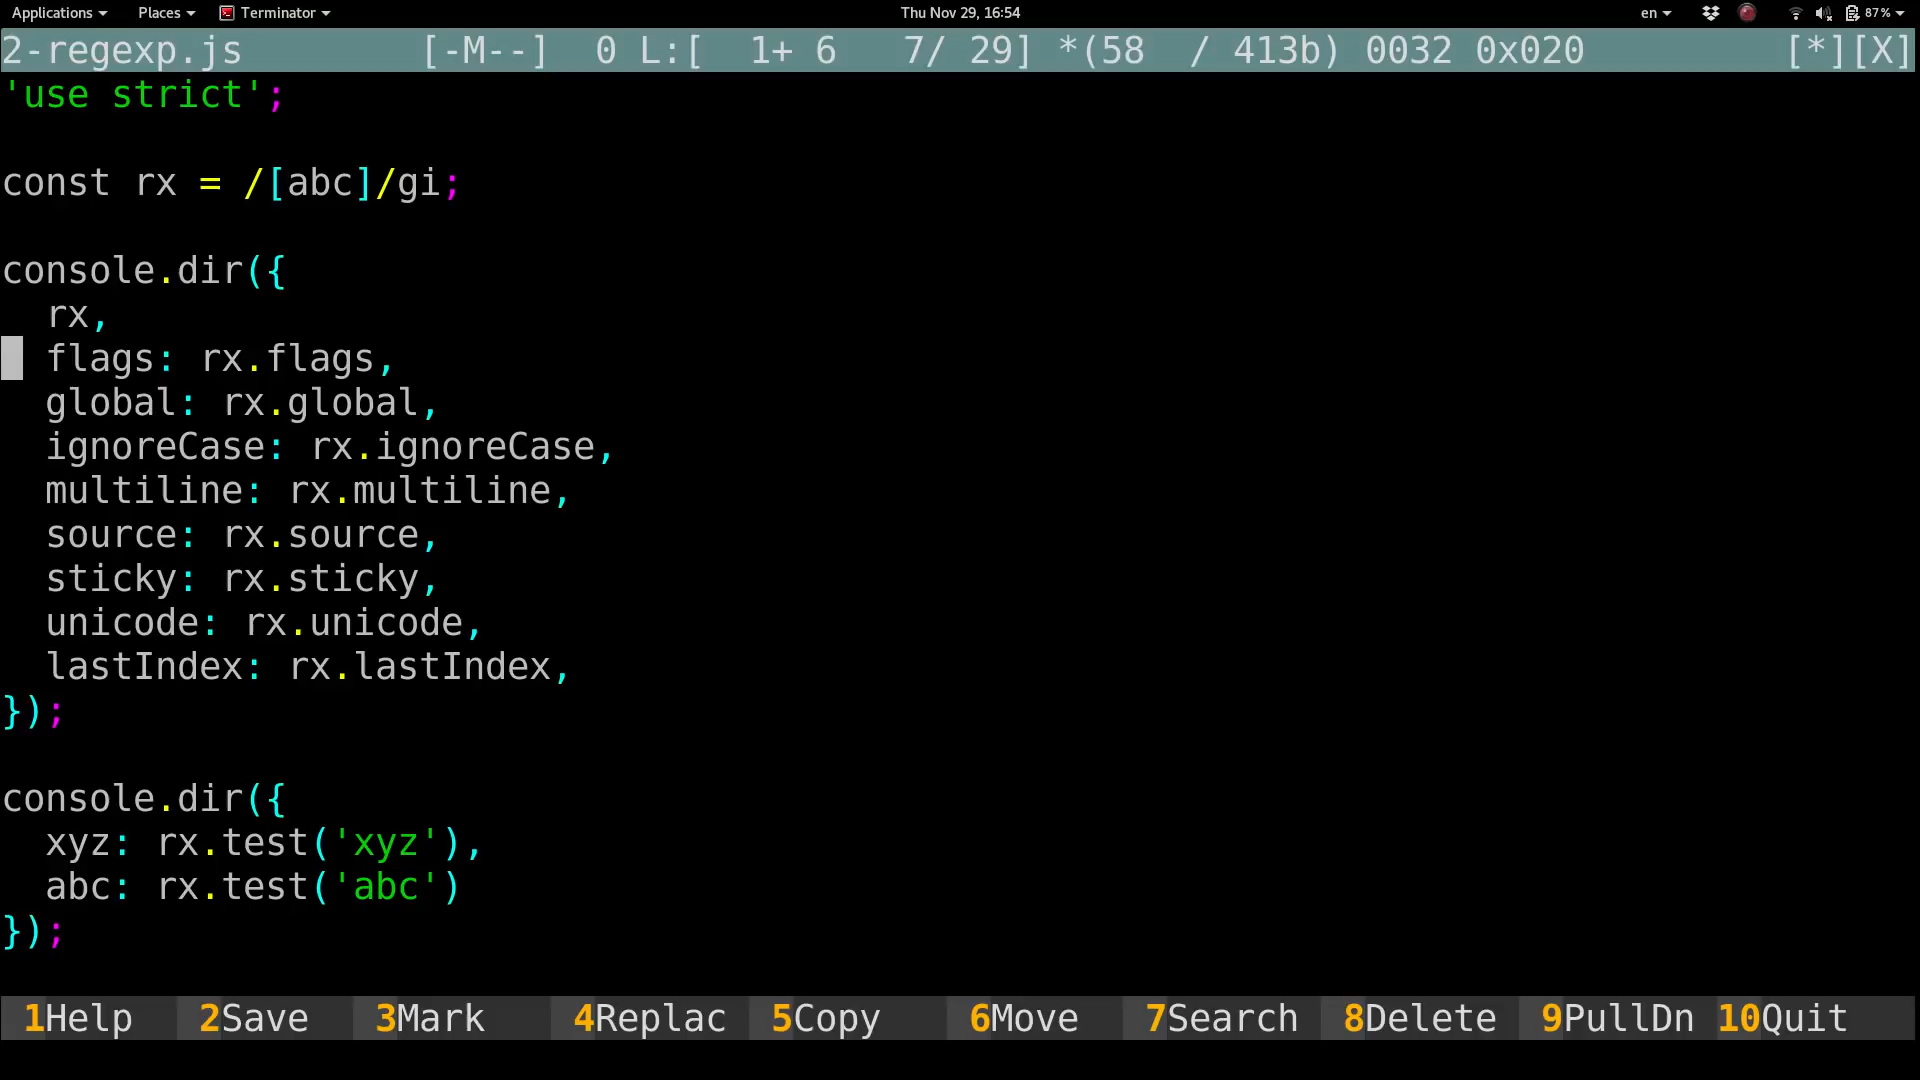 Applications Places Terminator Thu Nov 29, 16:54 en 87%
2-regexp.js [-M--] 0 L:[ 1+ 6 7/ 29] *(58 / 413b) 0032 0x020 [*][X]
'use strict';
const rx = /[abc]/gi;
console.dir({
  rx,
  flags: rx.flags,
  global: rx.global,
  ignoreCase: rx.ignoreCase,
  multiline: rx.multiline,
  source: rx.source,
  sticky: rx.sticky,
  unicode: rx.unicode,
  lastIndex: rx.lastIndex,
});
console.dir({
  xyz: rx.test('xyz'),
  abc: rx.test('abc')
});
1Help 2Save 3Mark 4Replac 5Copy 6Move 7Search 8Delete 9PullDn 10Quit